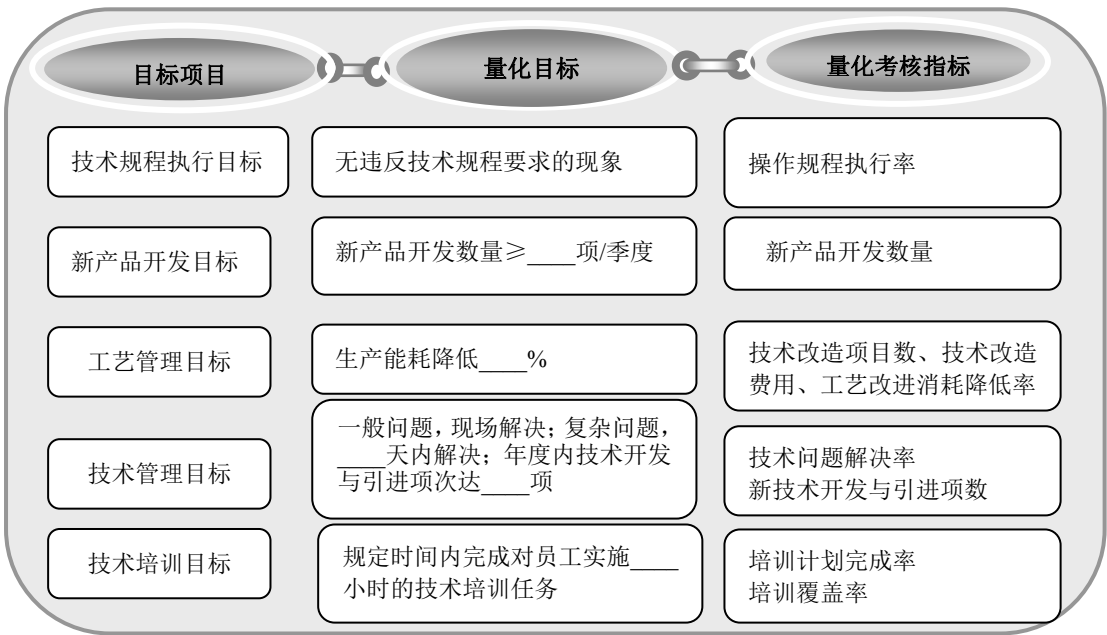 目标项目
量化目标
量化考核指标
技术规程执行目标
无违反技术规程要求的现象
操作规程执行率
新产品开发目标
新产品开发数量≥____项/季度
新产品开发数量
工艺管理目标
生产能耗降低____%
技术改造项目数、技术改造
费用、工艺改进消耗降低率
技术管理目标
一般问题，现场解决；复杂问题，
____天内解决；年度内技术开发
与引进项次达____项
技术问题解决率
新技术开发与引进项数
技术培训目标
规定时间内完成对员工实施____
小时的技术培训任务
培训计划完成率
培训覆盖率